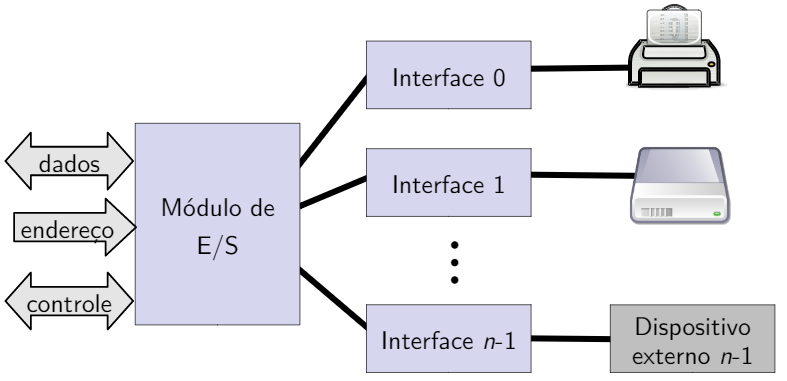 Interface 0
dados
Interface 1
Módulo de
E/S
endereço
controle
Interface n-1
Dispositivo
externo n-1